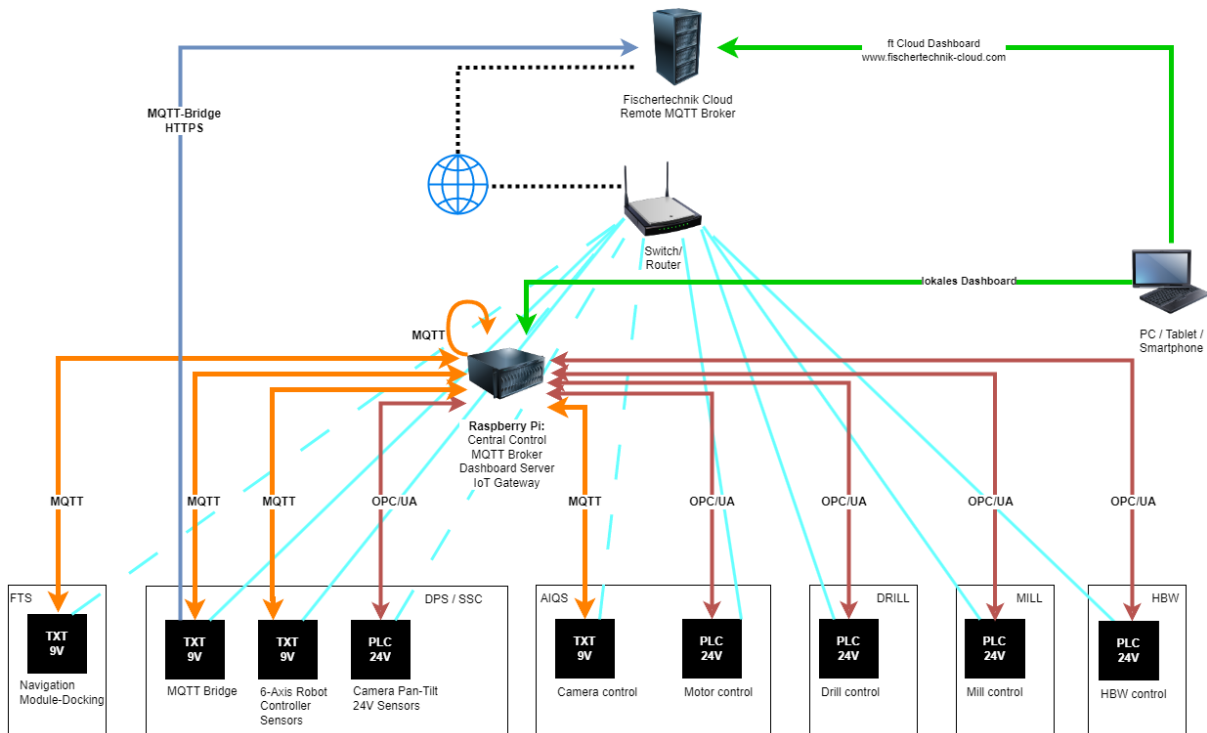 ft Cloud Dashboard
www.fischertechnik-cloud.com
Fischertechnik Cloud
Remote MQTT Broker
MQTT-Bridge
HTTPS
Switch/
Router
lokales Dashboard
PC / Tablet /
Smartphone
MQTT
Raspberry Pi:
Central Control
MQTT Broker
Dashboard Server
IoT Gateway
MQTT
MQTT
MQTT
OPC/UA
MQTT
OPC/UA
OPC/UA
OPC/UA
OPC/UA
FTS
TXT
9V
Navigation
Module-Docking
DPS / SSC
TXT
9V
MQTT Bridge
TXT
9V
6-Axis Robot
Controller
Sensors
PLC
24V
Camera Pan-Tilt
24V Sensors
AIQS
TXT
9V
Camera control
PLC
24V
Motor control
DRILL
PLC
24V
Drill control
MILL
PLC
24V
Mill control
HBW
PLC
24V
HBW control